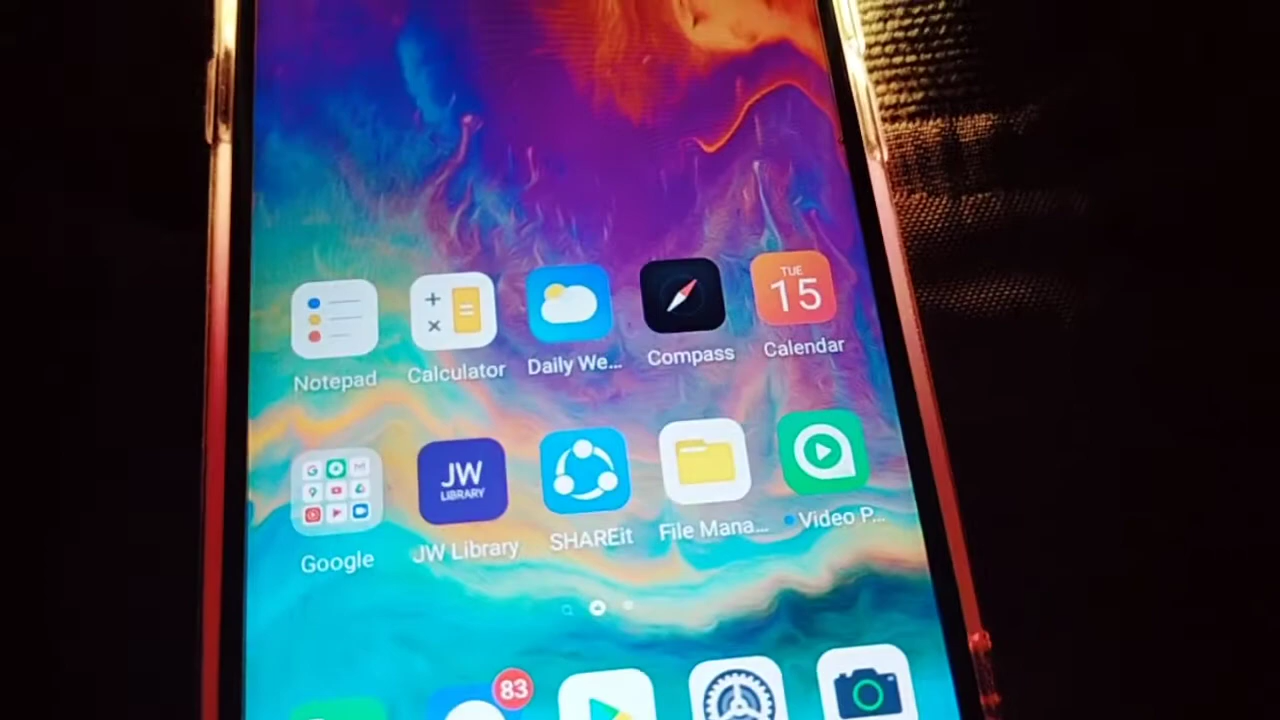 TUE
15
Notepad
Calculator
Daily We...
Compass
Calendar
JW
LIBRARY
Google
JW Library
SHAREit
File Mana...
Video P...
83